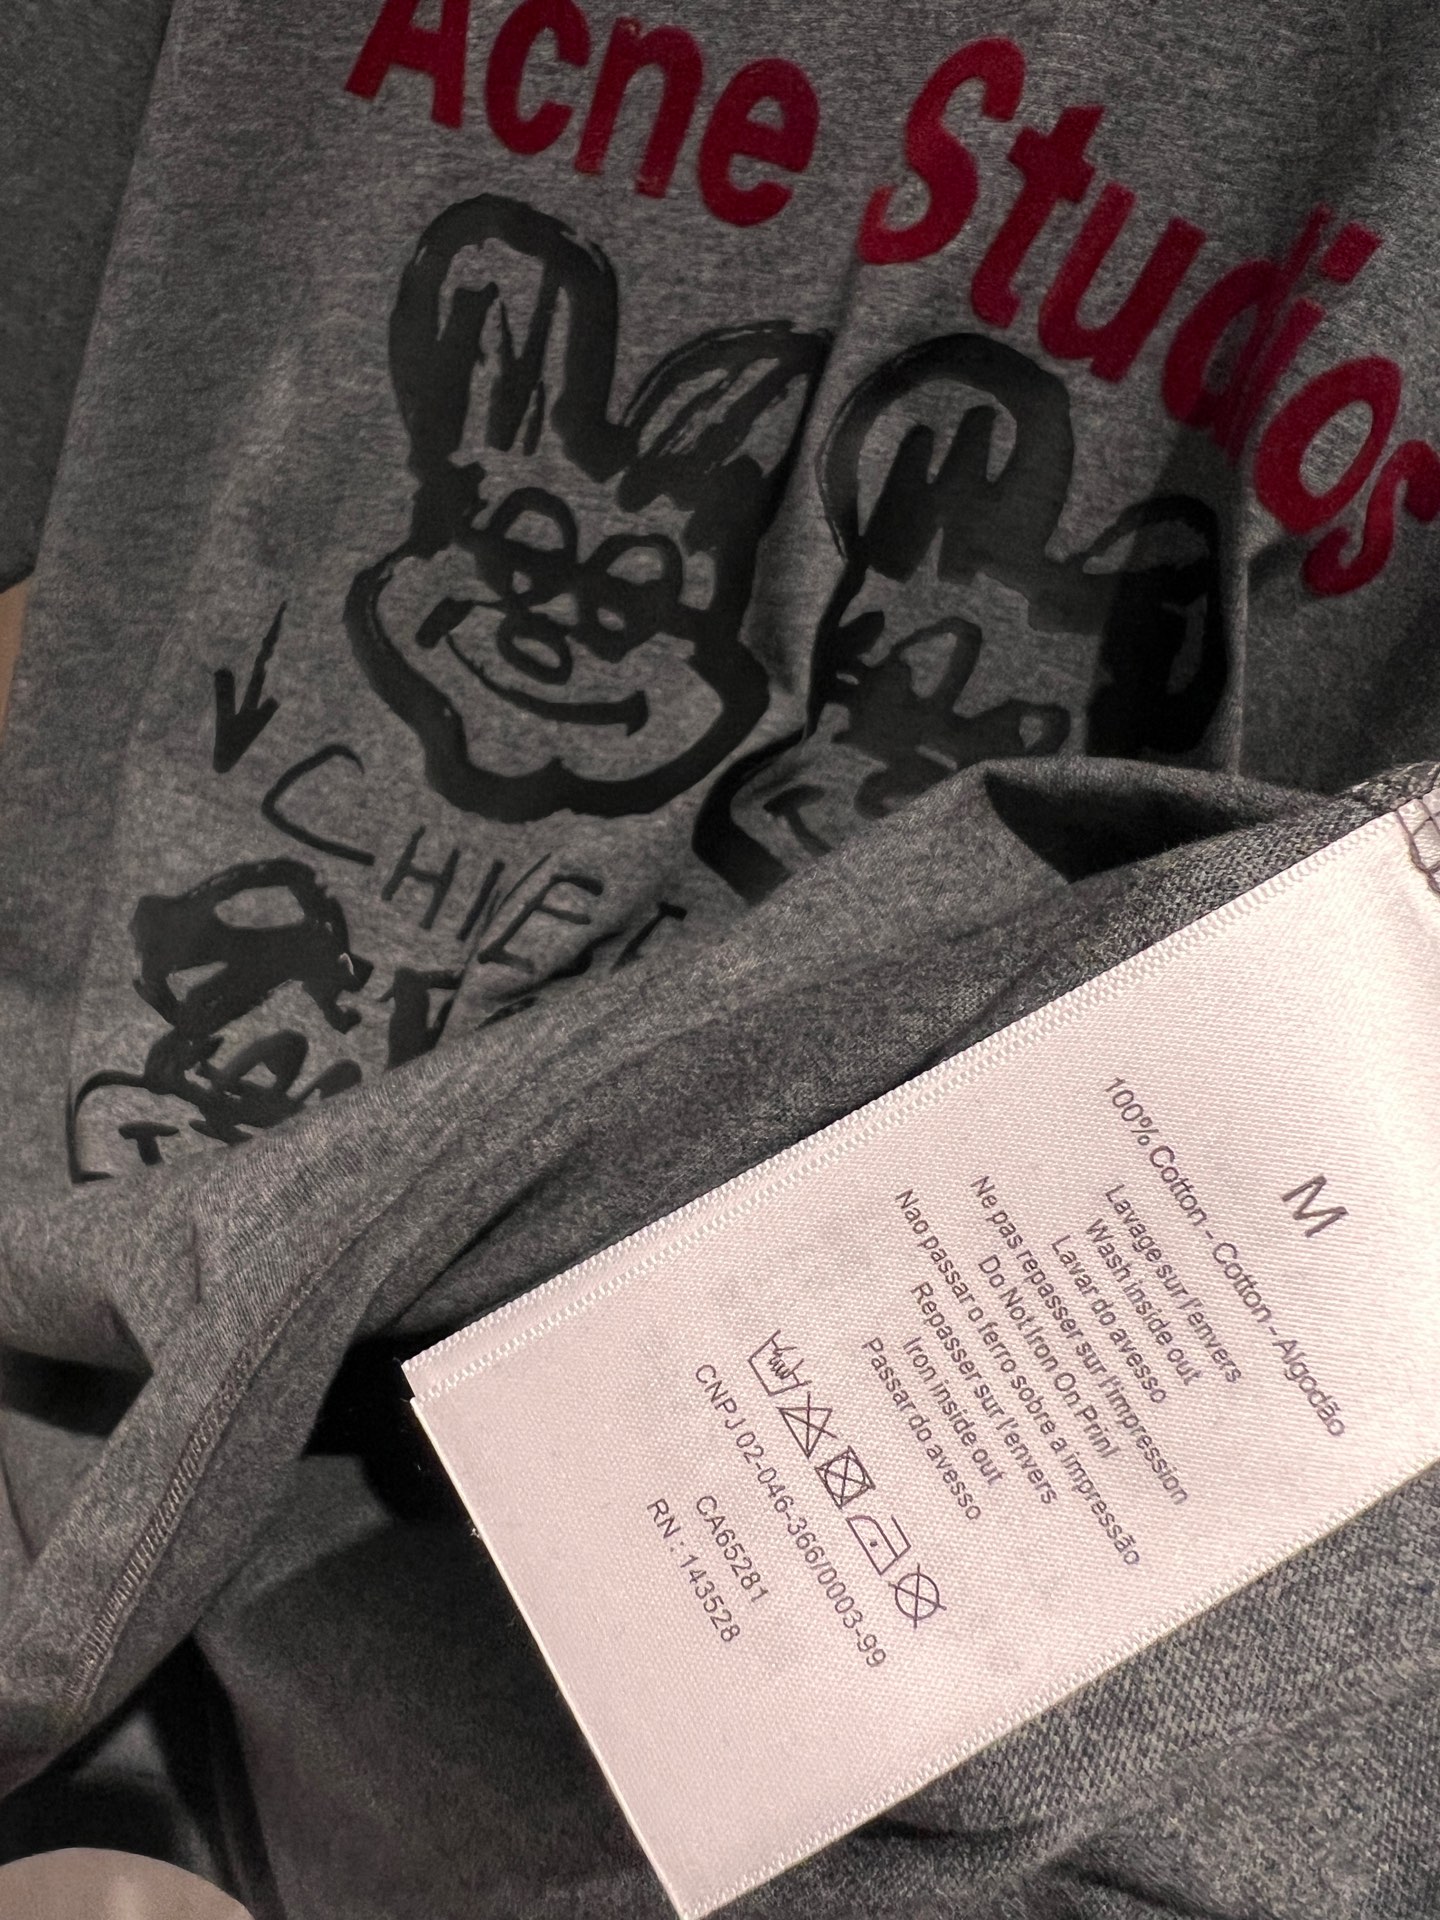 Acne Studios
CHVE
M
100% Cotton - Cotton - Algodão
Lavage sur l'envers
Wash inside out
Lavar do avesso
Ne pas repasser sur l'impression
Do Not Iron On Prinl
Nao passar o ferro sobre a impressão
Repasser sur l'envers
Iron inside out
Passar do avesso
CNPJ 02-046-366/0003-99
CA65281
RN : 143528